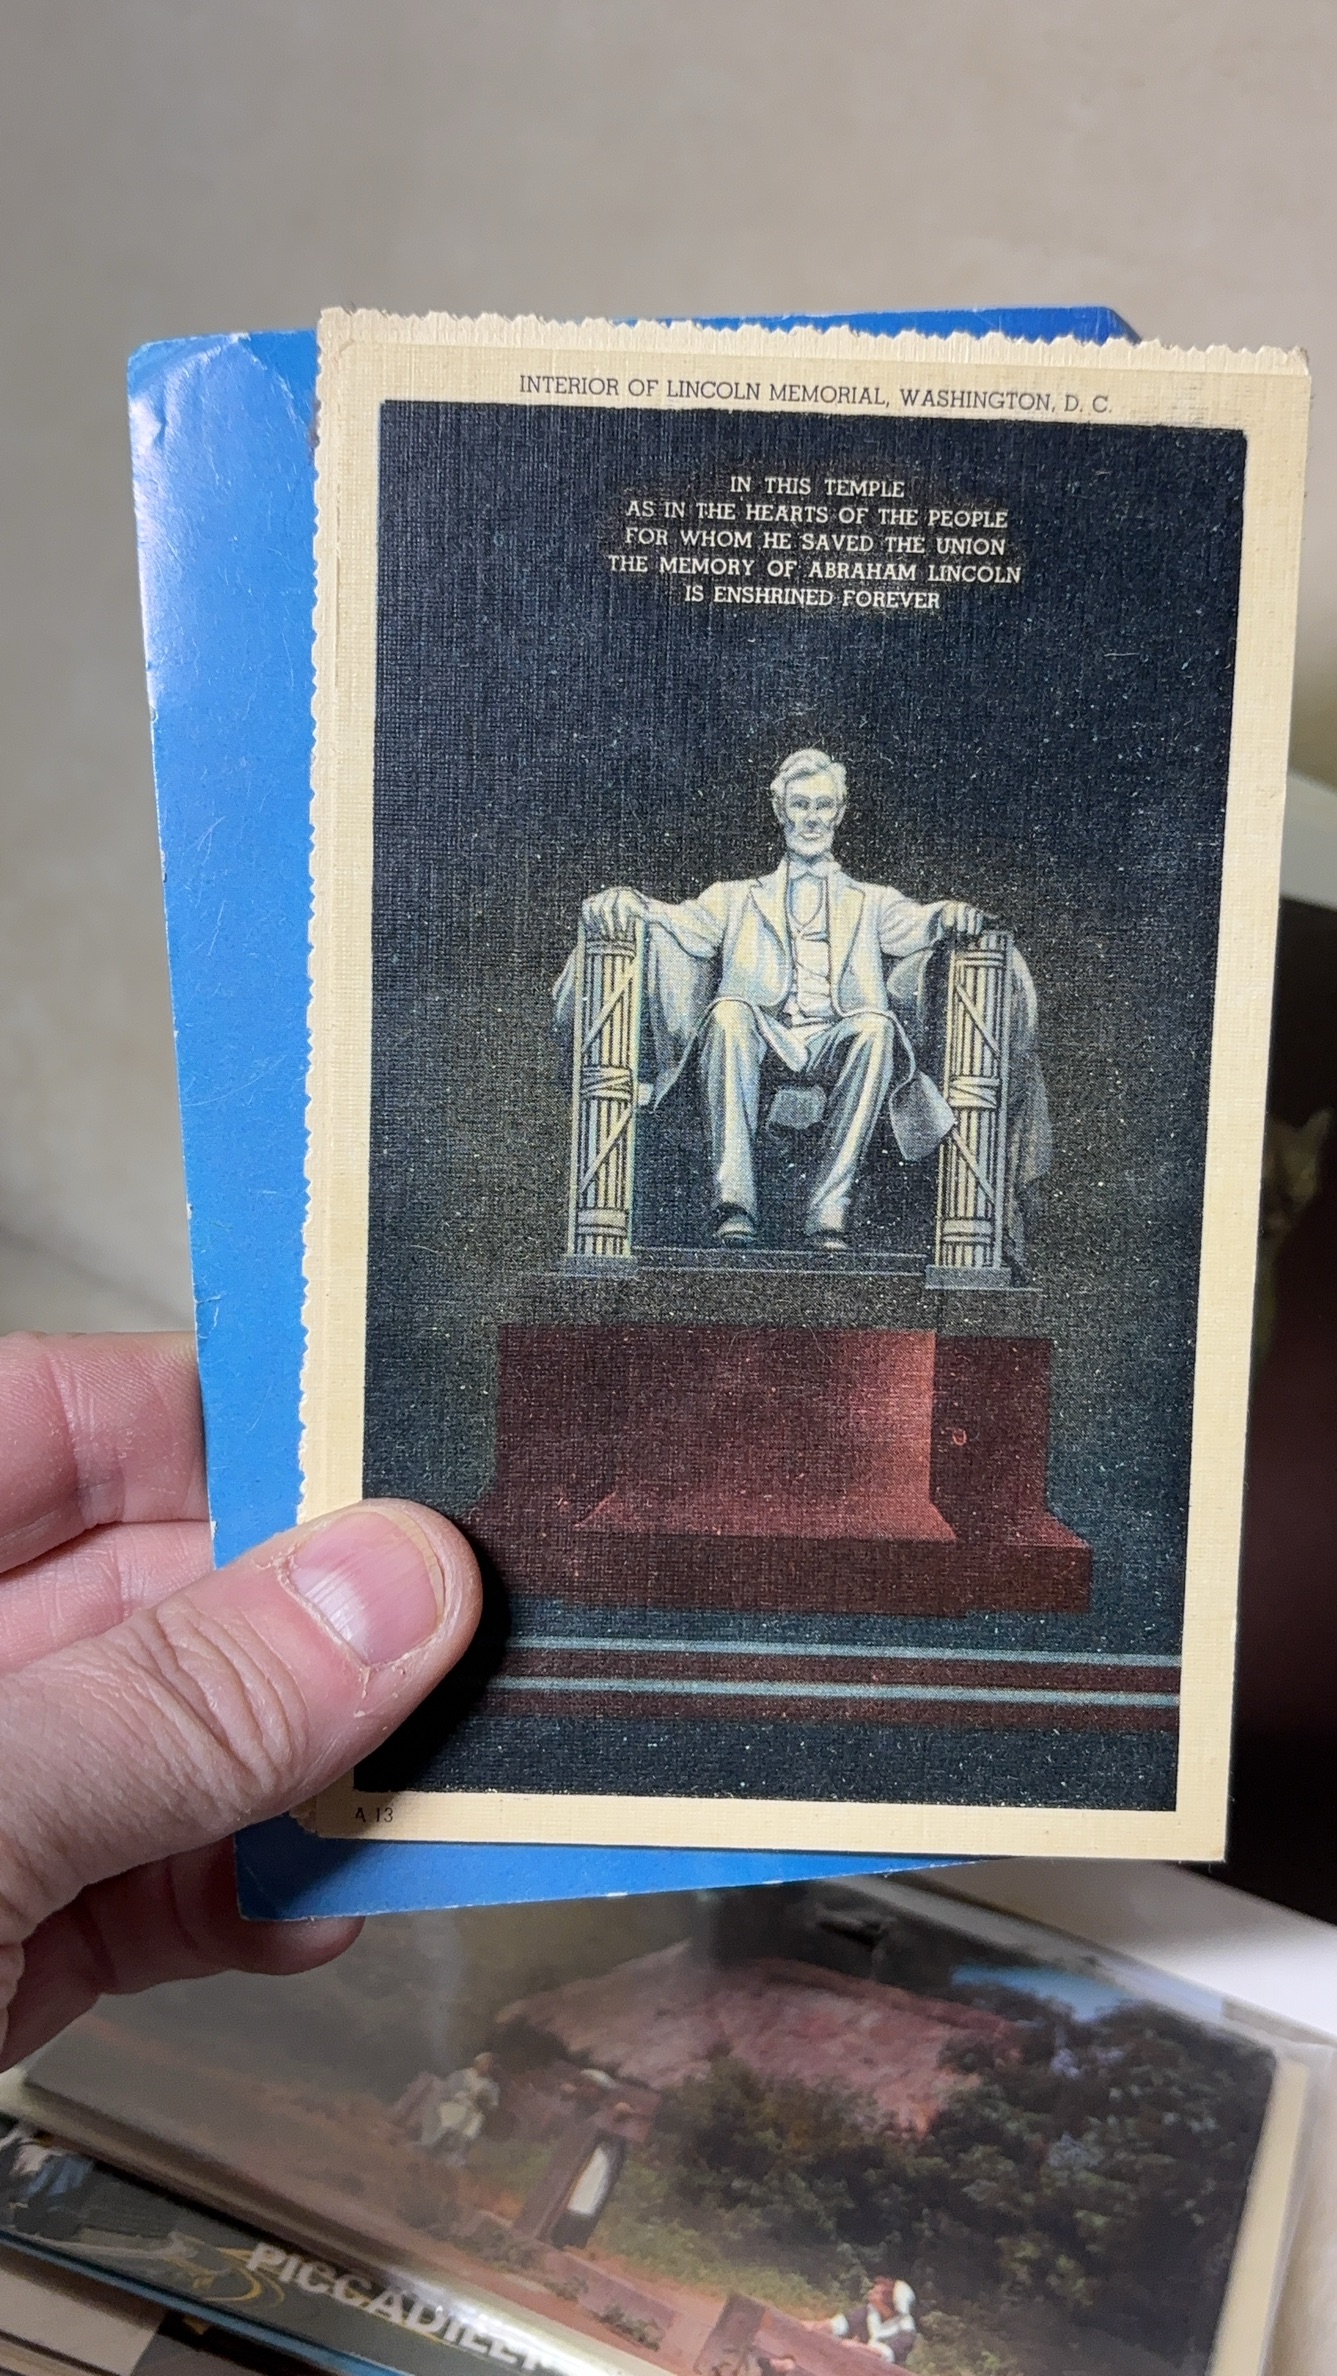 INTERIOR OF LINCOLN MEMORIAL, WASHINGTON, D. C.
IN THIS TEMPLE
AS IN THE HEARTS OF THE PEOPLE
FOR WHOM HE SAVED THE UNION
THE MEMORY OF ABRAHAM LINCOLN
IS ENSHRINED FOREVER
A 13